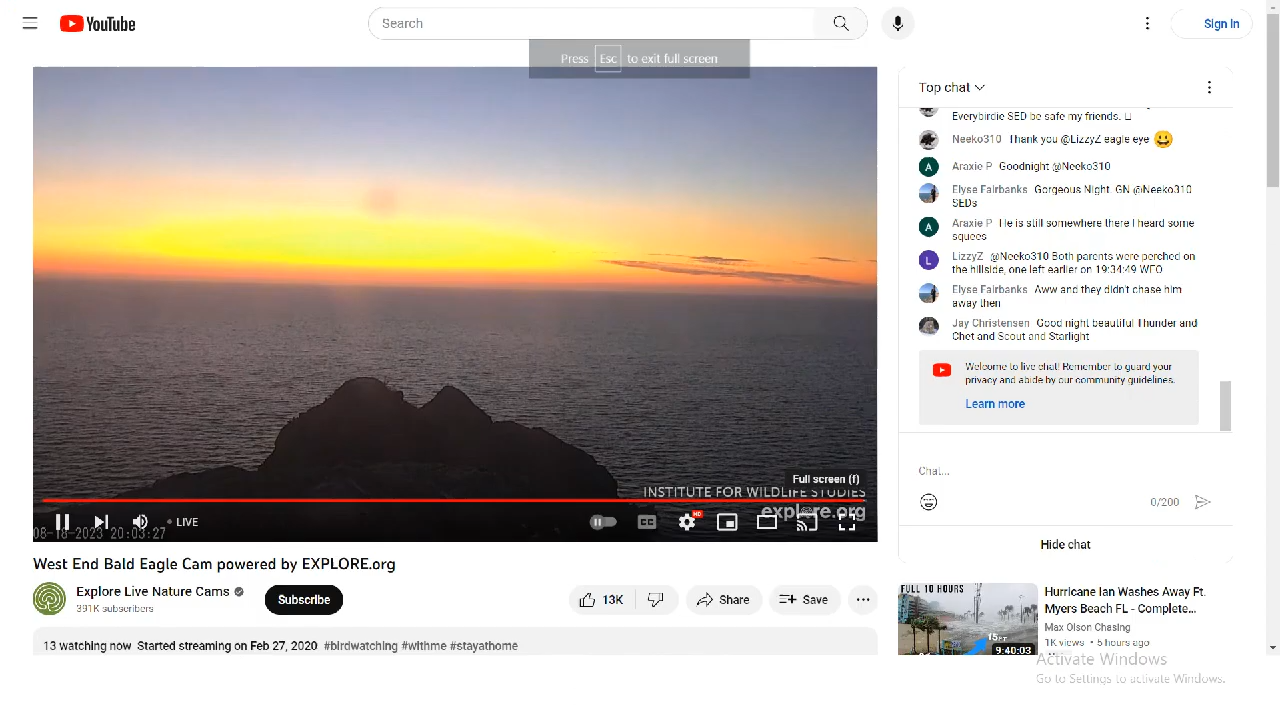 YouTube
Search
Sign In
Press Esc to exit full screen
Top chat
Everybirdie SED be safe my friends.
Neeko310 Thank you @LizzyZ eagle eye
A Araxie P Goodnight @Neeko310
Elyse Fairbanks Gorgeous Night. GN @Neeko310
SEDs
A Araxie P He is still somewhere there I heard some
squees
L LizzyZ @Neeko310 Both parents were perched on
the hillside, one left earlier on 19:34:49 WFO
Elyse Fairbanks Aww and they didn't chase him
away then
Jay Christensen Good night beautiful Thunder and
Chet and Scout and Starlight
Welcome to live chat! Remember to guard your
privacy and abide by our community guidelines.
Learn more
Chat...
0/200
Hide chat
Full screen (f)
INSTITUTE FOR WILDLIFE STUDIES
explore.org
LIVE
CC
HD
08-18-2023 20:03:27
West End Bald Eagle Cam powered by EXPLORE.org
Explore Live Nature Cams
391K subscribers
Subscribe
13K
Share
Save
13 watching now Started streaming on Feb 27, 2020 #birdwatching #withme #stayathome
FULL 10 HOURS
15FT
9:40:03
Hurricane Ian Washes Away Ft.
Myers Beach FL - Complete...
Max Olson Chasing
1K views • 5 hours ago
Activate Windows
Go to Settings to activate Windows.